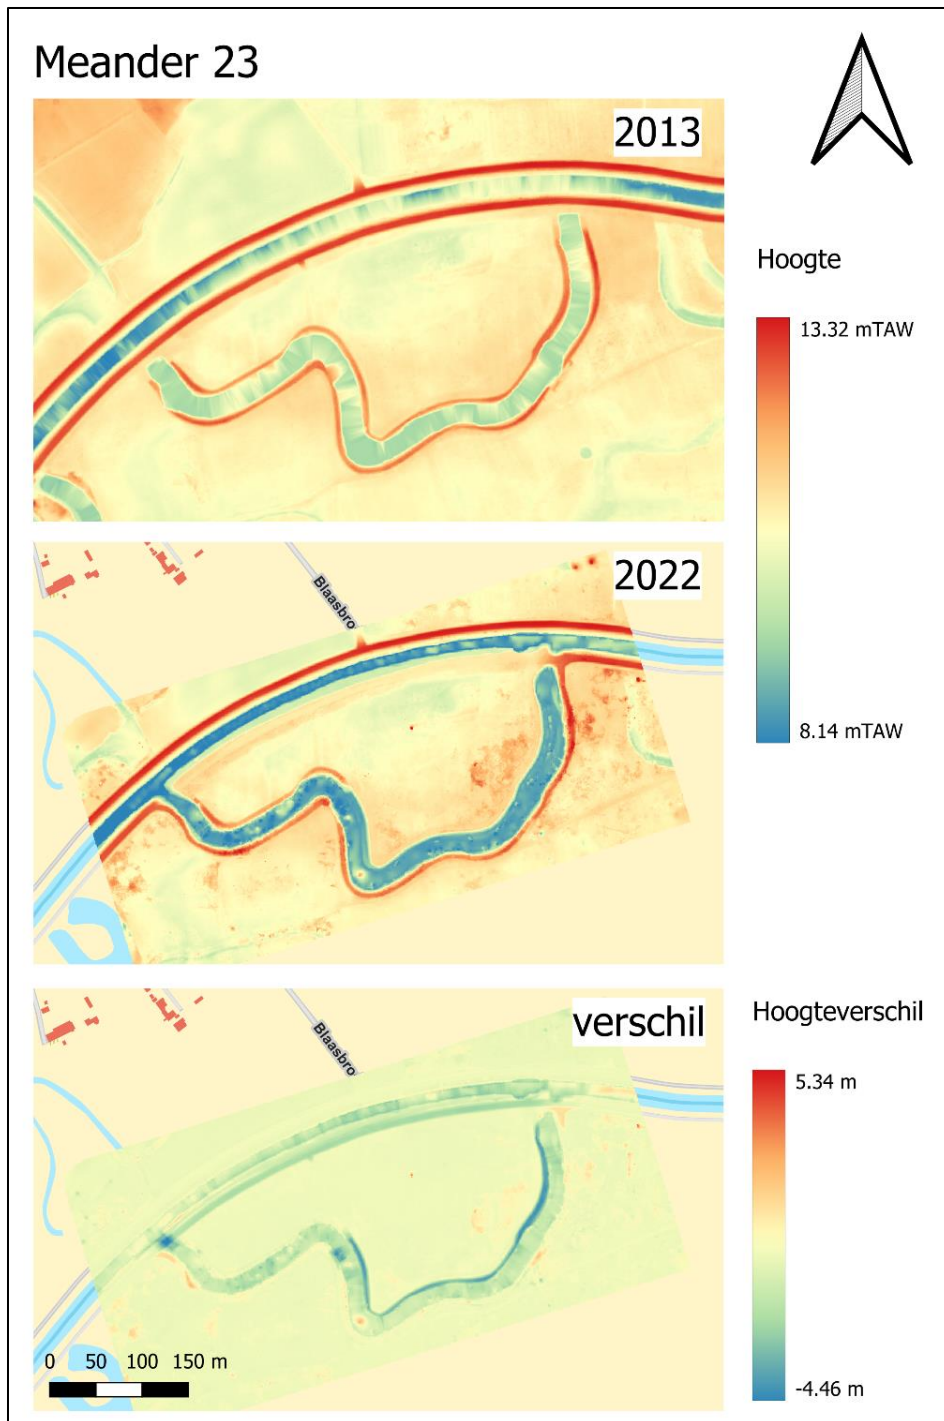 Meander 23
2013
Hoogte
13.32 mTAW
8.14 mTAW
2022
Blaasbro
verschil
Hoogteverschil
5.34 m
-4.46 m
Blaasbro
0 50 100 150 m